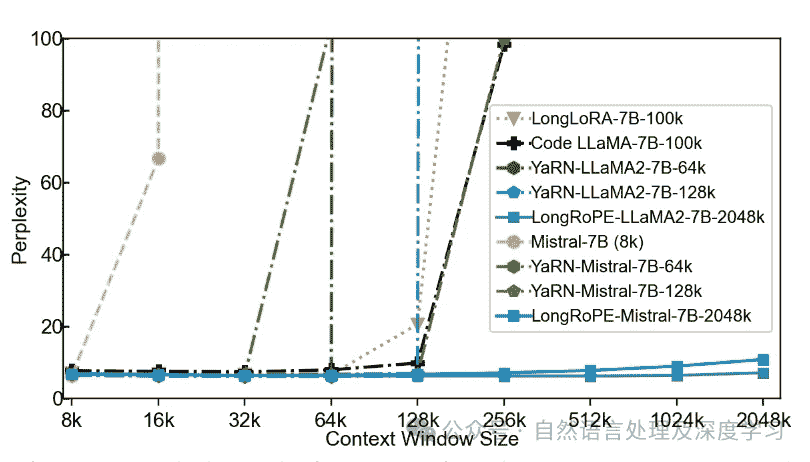 100
80
60
40
20
0
Perplexity
LongLoRA-7B-100k
Code LLaMA-7B-100k
YaRN-LLaMA2-7B-64k
YaRN-LLaMA2-7B-128k
LongRoPE-LLaMA2-7B-2048k
Mistral-7B (8k)
YaRN-Mistral-7B-64k
YaRN-Mistral-7B-128k
LongRoPE-Mistral-7B-2048k
8k 16k 32k 64k 128k 256k 512k 1024k 2048k
Context Window Size
公众号 · 自然语言处理及深度学习